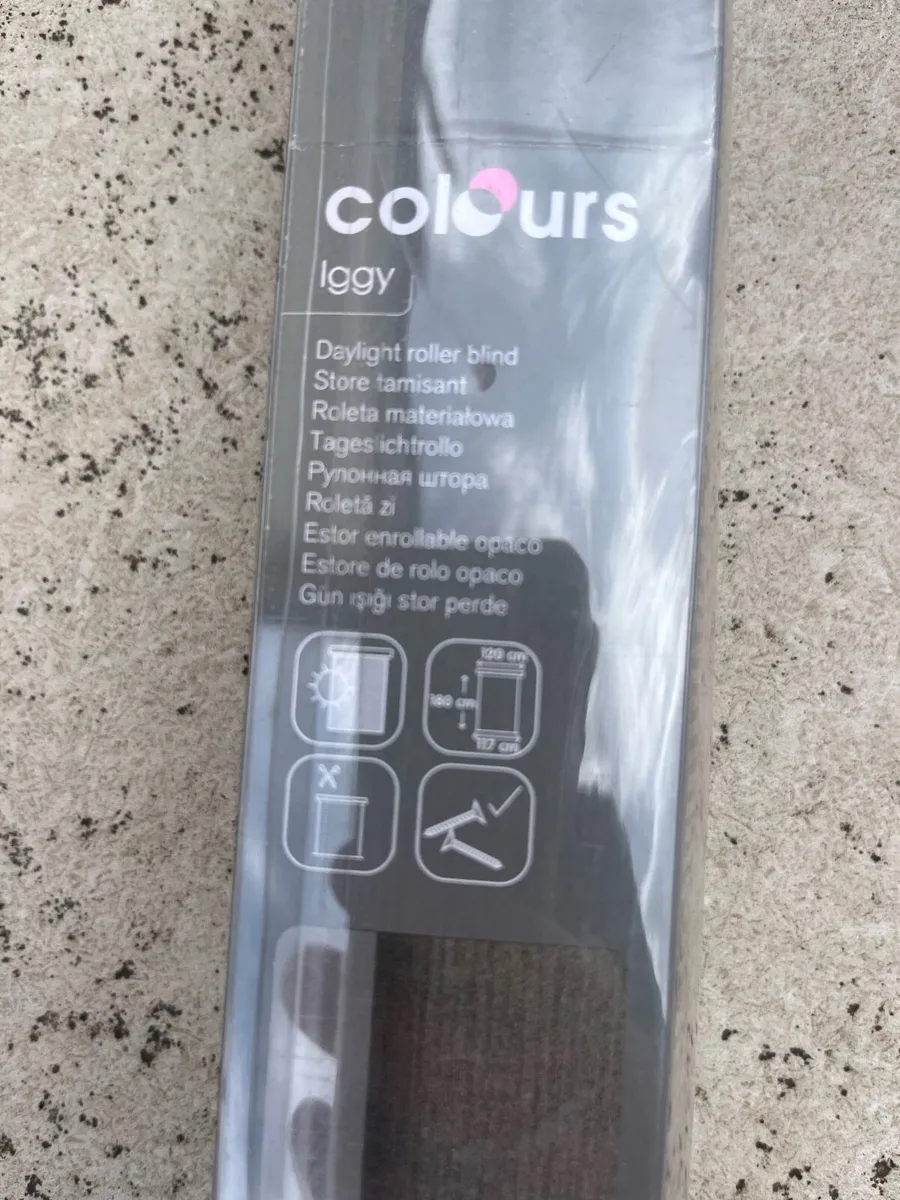 colours
Iggy
Daylight roller blind
Store tamisant
Roleta materiałowa
Tageslichtrollo
Рулонная штора
Roletă zi
Estor enrollable opaco
Estore de rolo opaco
Gün ışığı stor perde
120 cm
180 cm
117 cm